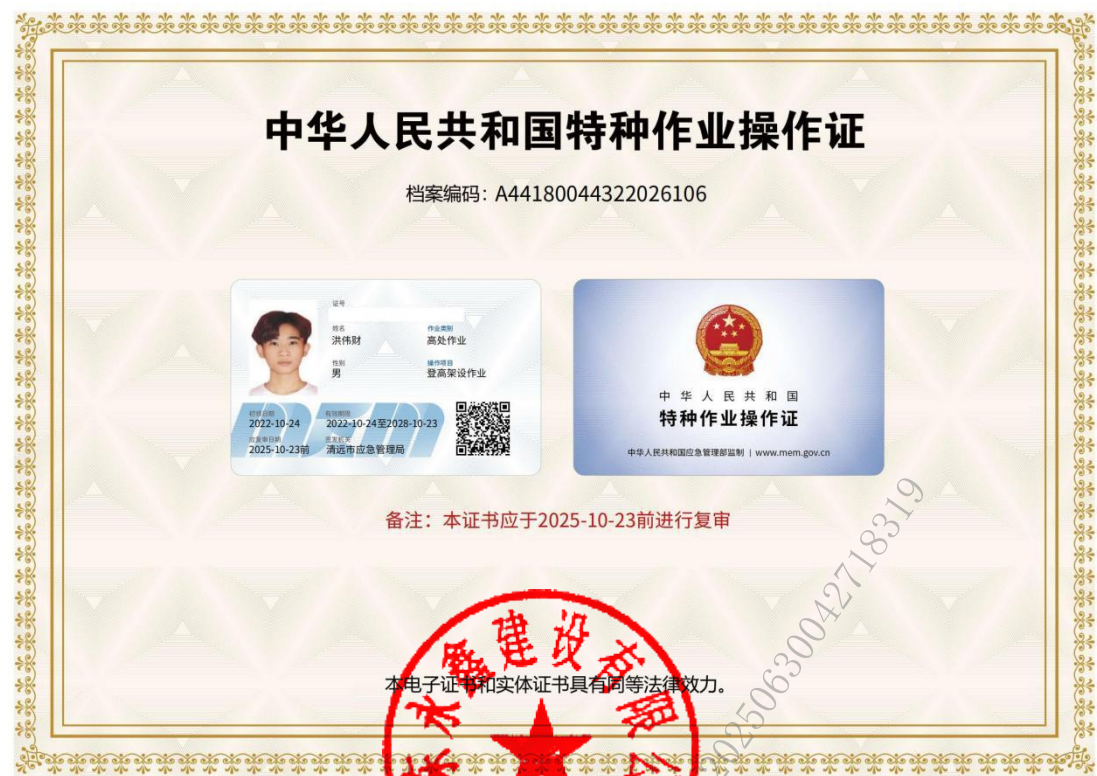 中华人民共和国特种作业操作证
档案编码：A44180044322026106
证号
姓名
洪伟财
作业类别
高处作业
性别
男
操作项目
登高架设作业
初领日期
2022-10-24
有效期限
2022-10-24至2028-10-23
应复审日期
2025-10-23前
签发机关
清远市应急管理局
中华人民共和国
特种作业操作证
中华人民共和国应急管理部监制 | www.mem.gov.cn
备注：本证书应于2025-10-23前进行复审
本电子证书和实体证书具有同等法律效力。
永鑫建设有限
20250630042718319